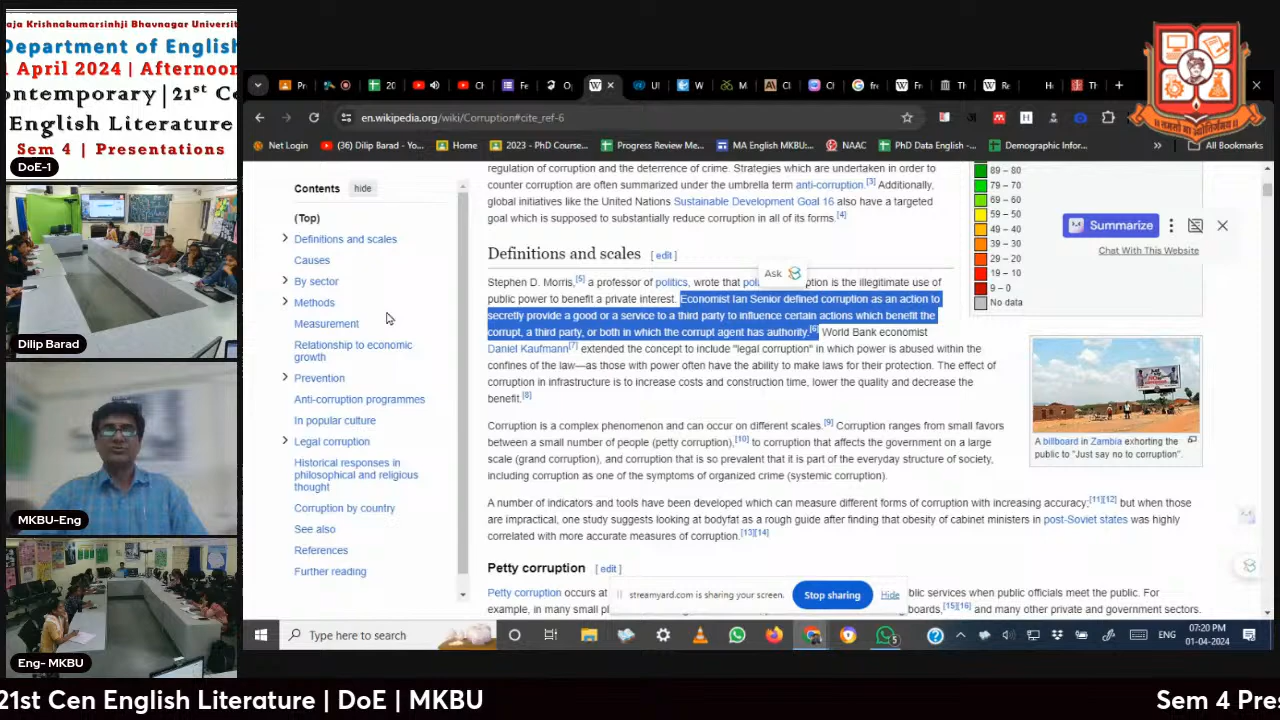 aja Krishnakumarsinhji Bhavnagar Universit
Department of English
1 April 2024 | Afternoon
ontemporary | 21st Ce
English Literature
Sem 4 | Presentations
DoE-1
Dilip Barad
MKBU-Eng
Eng- MKBU
en.wikipedia.org/wiki/Corruption#cite_ref-6
Net Login
(36) Dilip Barad - Yo...
Home
2023 - PhD Course...
Progress Review Me...
MA English MKBU:...
NAAC
PhD Data English -...
Demographic Infor...
All Bookmarks
Contents hide
(Top)
Definitions and scales
Causes
By sector
Methods
Measurement
Relationship to economic
growth
Prevention
Anti-corruption programmes
In popular culture
Legal corruption
Historical responses in
philosophical and religious
thought
Corruption by country
See also
References
Further reading
regulation of corruption and the deterrence of crime. Strategies which are undertaken in order to
counter corruption are often summarized under the umbrella term anti-corruption.[3] Additionally,
global initiatives like the United Nations Sustainable Development Goal 16 also have a targeted
goal which is supposed to substantially reduce corruption in all of its forms.[4]
Definitions and scales [ edit ]
Ask
Stephen D. Morris,[5] a professor of politics, wrote that pol ption is the illegitimate use of
public power to benefit a private interest. Economist Ian Senior defined corruption as an action to
secretly provide a good or a service to a third party to influence certain actions which benefit the
corrupt, a third party, or both in which the corrupt agent has authority.[6] World Bank economist
Daniel Kaufmann[7] extended the concept to include "legal corruption" in which power is abused within the
confines of the law—as those with power often have the ability to make laws for their protection. The effect of
corruption in infrastructure is to increase costs and construction time, lower the quality and decrease the
benefit.[8]
Corruption is a complex phenomenon and can occur on different scales.[9] Corruption ranges from small favors
between a small number of people (petty corruption),[10] to corruption that affects the government on a large
scale (grand corruption), and corruption that is so prevalent that it is part of the everyday structure of society,
including corruption as one of the symptoms of organized crime (systemic corruption).
A number of indicators and tools have been developed which can measure different forms of corruption with increasing accuracy;[11][12] but when those
are impractical, one study suggests looking at bodyfat as a rough guide after finding that obesity of cabinet ministers in post-Soviet states was highly
correlated with more accurate measures of corruption.[13][14]
Petty corruption [ edit ]
Petty corruption occurs at blic services when public officials meet the public. For
example, in many small pl boards,[15][16] and many other private and government sectors.
89 – 80
79 – 70
69 – 60
59 – 50
49 – 40
39 – 30
29 – 20
19 – 10
9 – 0
No data
Summarize
Chat With This Website
A billboard in Zambia exhorting the
public to "Just say no to corruption".
streamyard.com is sharing your screen.
Stop sharing
Hide
Type here to search
ENG
07:20 PM
01-04-2024
21st Cen English Literature | DoE | MKBU
Sem 4 Pres